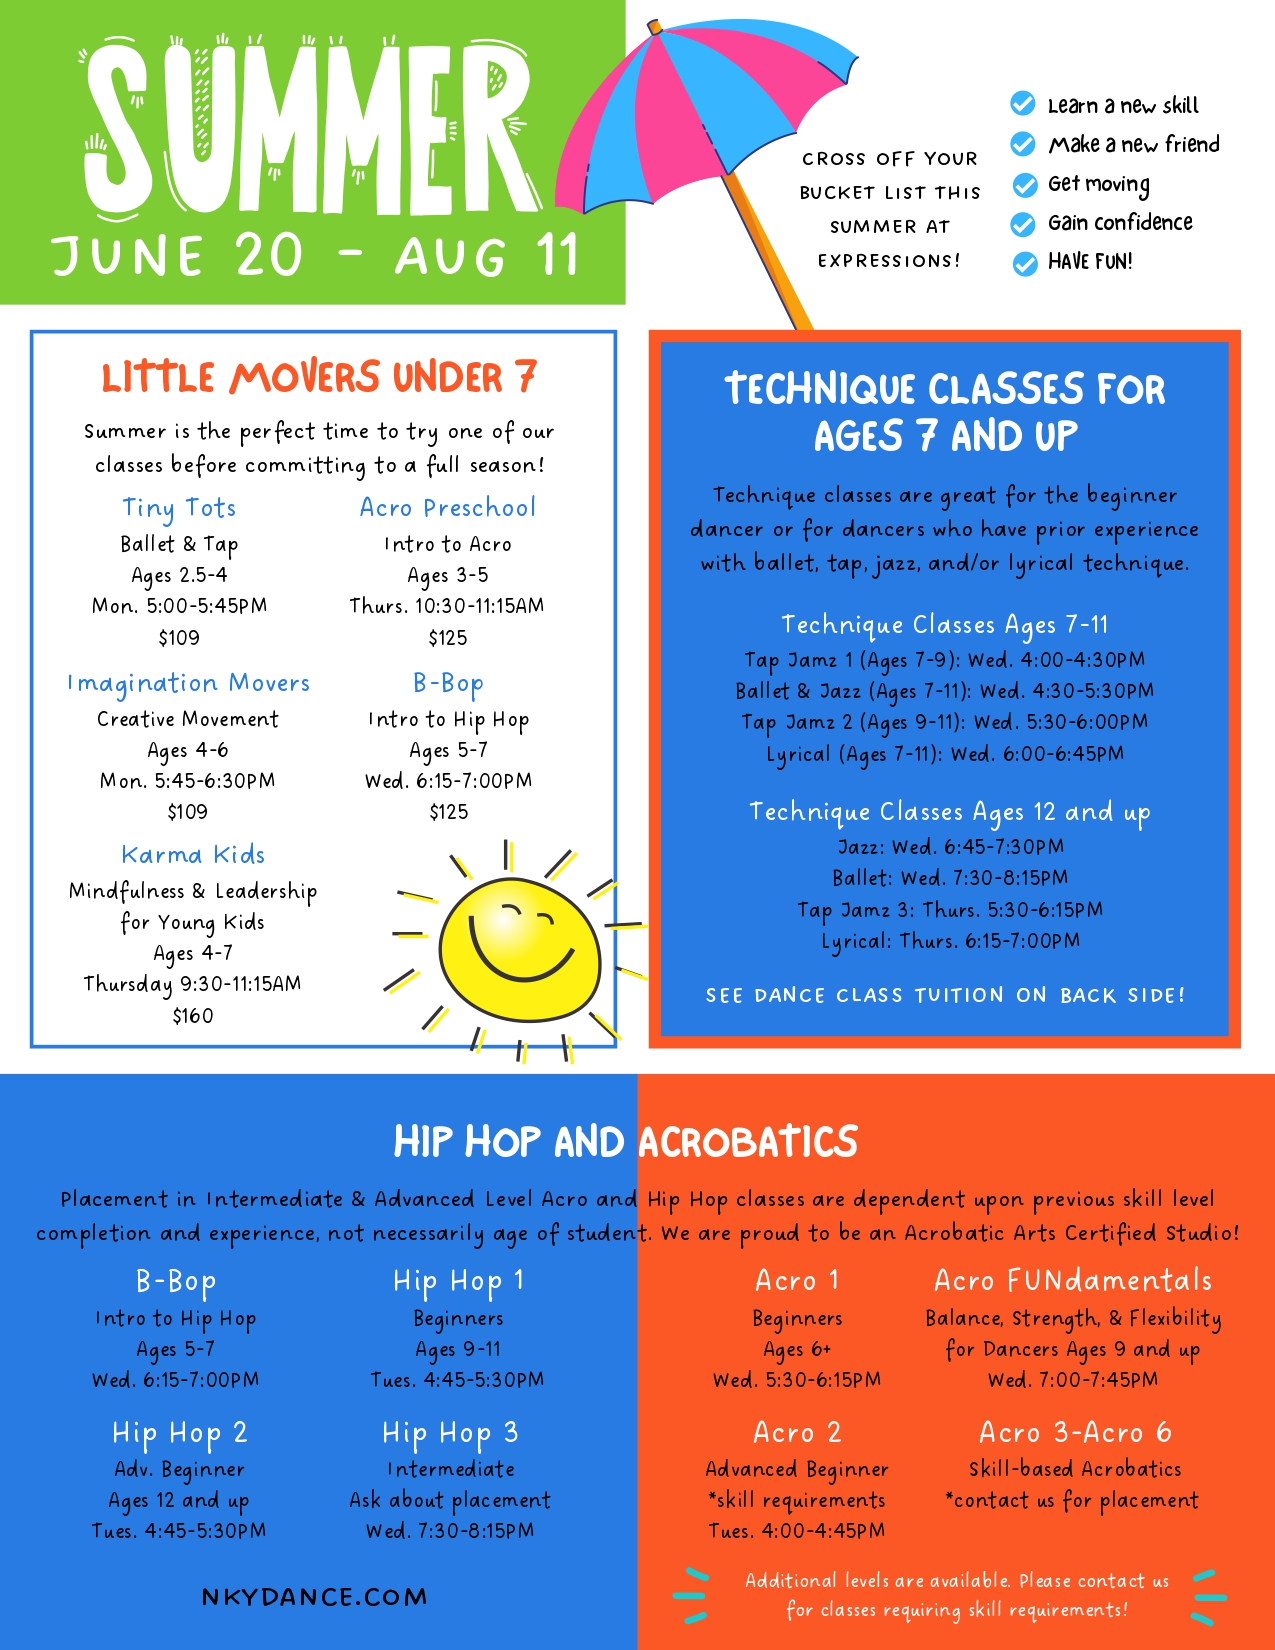 SUMMER
JUNE 20 - AUG 11
CROSS OFF YOUR
BUCKET LIST THIS
SUMMER AT
EXPRESSIONS!
Learn a new skill
Make a new friend
Get moving
Gain confidence
HAVE FUN!
LITTLE MOVERS UNDER 7
Summer is the perfect time to try one of our
classes before committing to a full season!
Tiny Tots
Ballet & Tap
Ages 2.5-4
Mon. 5:00-5:45PM
$109
Acro Preschool
Intro to Acro
Ages 3-5
Thurs. 10:30-11:15AM
$125
Imagination Movers
Creative Movement
Ages 4-6
Mon. 5:45-6:30PM
$109
B-Bop
Intro to Hip Hop
Ages 5-7
Wed. 6:15-7:00PM
$125
Karma Kids
Mindfulness & Leadership
for Young Kids
Ages 4-7
Thursday 9:30-11:15AM
$160
TECHNIQUE CLASSES FOR
AGES 7 AND UP
Technique classes are great for the beginner
dancer or for dancers who have prior experience
with ballet, tap, jazz, and/or lyrical technique.
Technique Classes Ages 7-11
Tap Jamz 1 (Ages 7-9): Wed. 4:00-4:30PM
Ballet & Jazz (Ages 7-11): Wed. 4:30-5:30PM
Tap Jamz 2 (Ages 9-11): Wed. 5:30-6:00PM
Lyrical (Ages 7-11): Wed. 6:00-6:45PM
Technique Classes Ages 12 and up
Jazz: Wed. 6:45-7:30PM
Ballet: Wed. 7:30-8:15PM
Tap Jamz 3: Thurs. 5:30-6:15PM
Lyrical: Thurs. 6:15-7:00PM
SEE DANCE CLASS TUITION ON BACK SIDE!
HIP HOP AND ACROBATICS
Placement in Intermediate & Advanced Level Acro and Hip Hop classes are dependent upon previous skill level
completion and experience, not necessarily age of student. We are proud to be an Acrobatic Arts Certified Studio!
B-Bop
Intro to Hip Hop
Ages 5-7
Wed. 6:15-7:00PM
Hip Hop 1
Beginners
Ages 9-11
Tues. 4:45-5:30PM
Hip Hop 2
Adv. Beginner
Ages 12 and up
Tues. 4:45-5:30PM
Hip Hop 3
Intermediate
Ask about placement
Wed. 7:30-8:15PM
NKYDANCE.COM
Acro 1
Beginners
Ages 6+
Wed. 5:30-6:15PM
Acro FUNdamentals
Balance, Strength, & Flexibility
for Dancers Ages 9 and up
Wed. 7:00-7:45PM
Acro 2
Advanced Beginner
*skill requirements
Tues. 4:00-4:45PM
Acro 3-Acro 6
Skill-based Acrobatics
*contact us for placement
Additional levels are available. Please contact us
for classes requiring skill requirements!